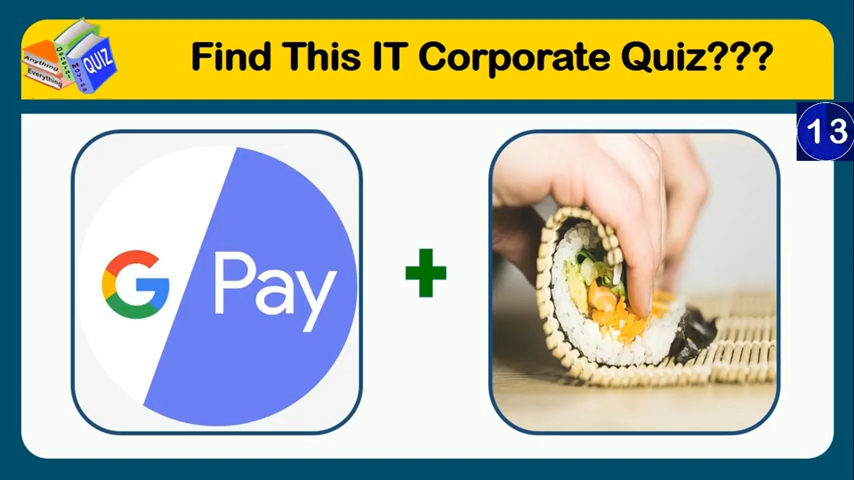 Find This IT Corporate Quiz???
Anything
Everything
QUIZ
13
G Pay